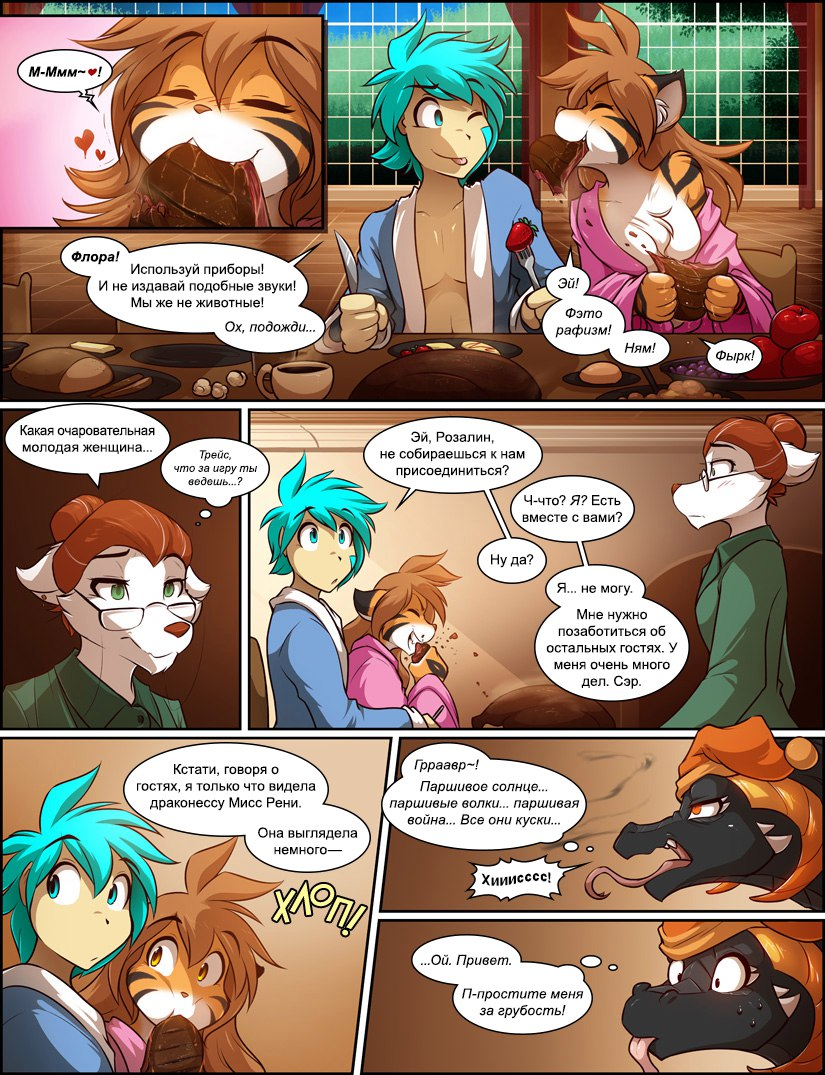 М-Ммм~❤!
Флора!
Используй приборы!
И не издавай подобные звуки!
Мы же не животные!
Ох, подожди...
Эй!
Фэто
рафизм!
Ням!
Фырк!
Какая очаровательная
молодая женщина...
Трейс,
что за игру ты
ведешь...?
Эй, Розалин,
не собираешься к нам
присоединиться?
Ч-что? Я? Есть
вместе с вами?
Ну да?
Я... не могу.
Мне нужно
позаботиться об
остальных гостях. У
меня очень много
дел. Сэр.
Кстати, говоря о
гостях, я только что видела
драконессу Мисс Рени.
Она выглядела
немного—
ХЛОП!
Грраавр~!
Паршивое солнце...
паршивые волки... паршивая
война... Все они куски...
Хииисссс!
...Ой. Привет.
П-простите меня
за грубость!